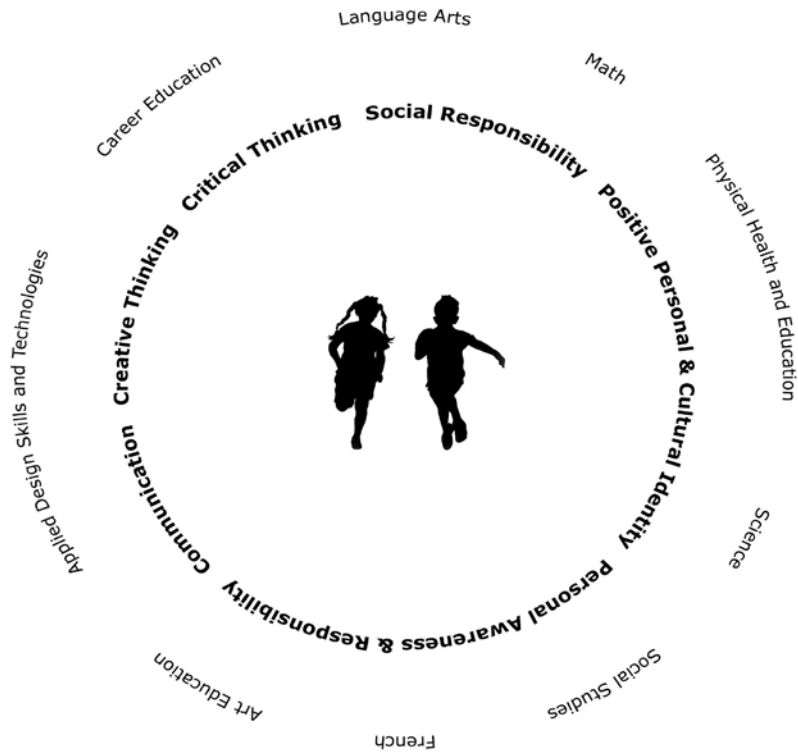 Language Arts
Math
Physical Health and Education
Science
Social Studies
French
Art Education
Applied Design Skills and Technologies
Career Education
Social Responsibility
Positive Personal & Cultural Identity
Personal Awareness & Responsibility
Communication
Creative Thinking
Critical Thinking